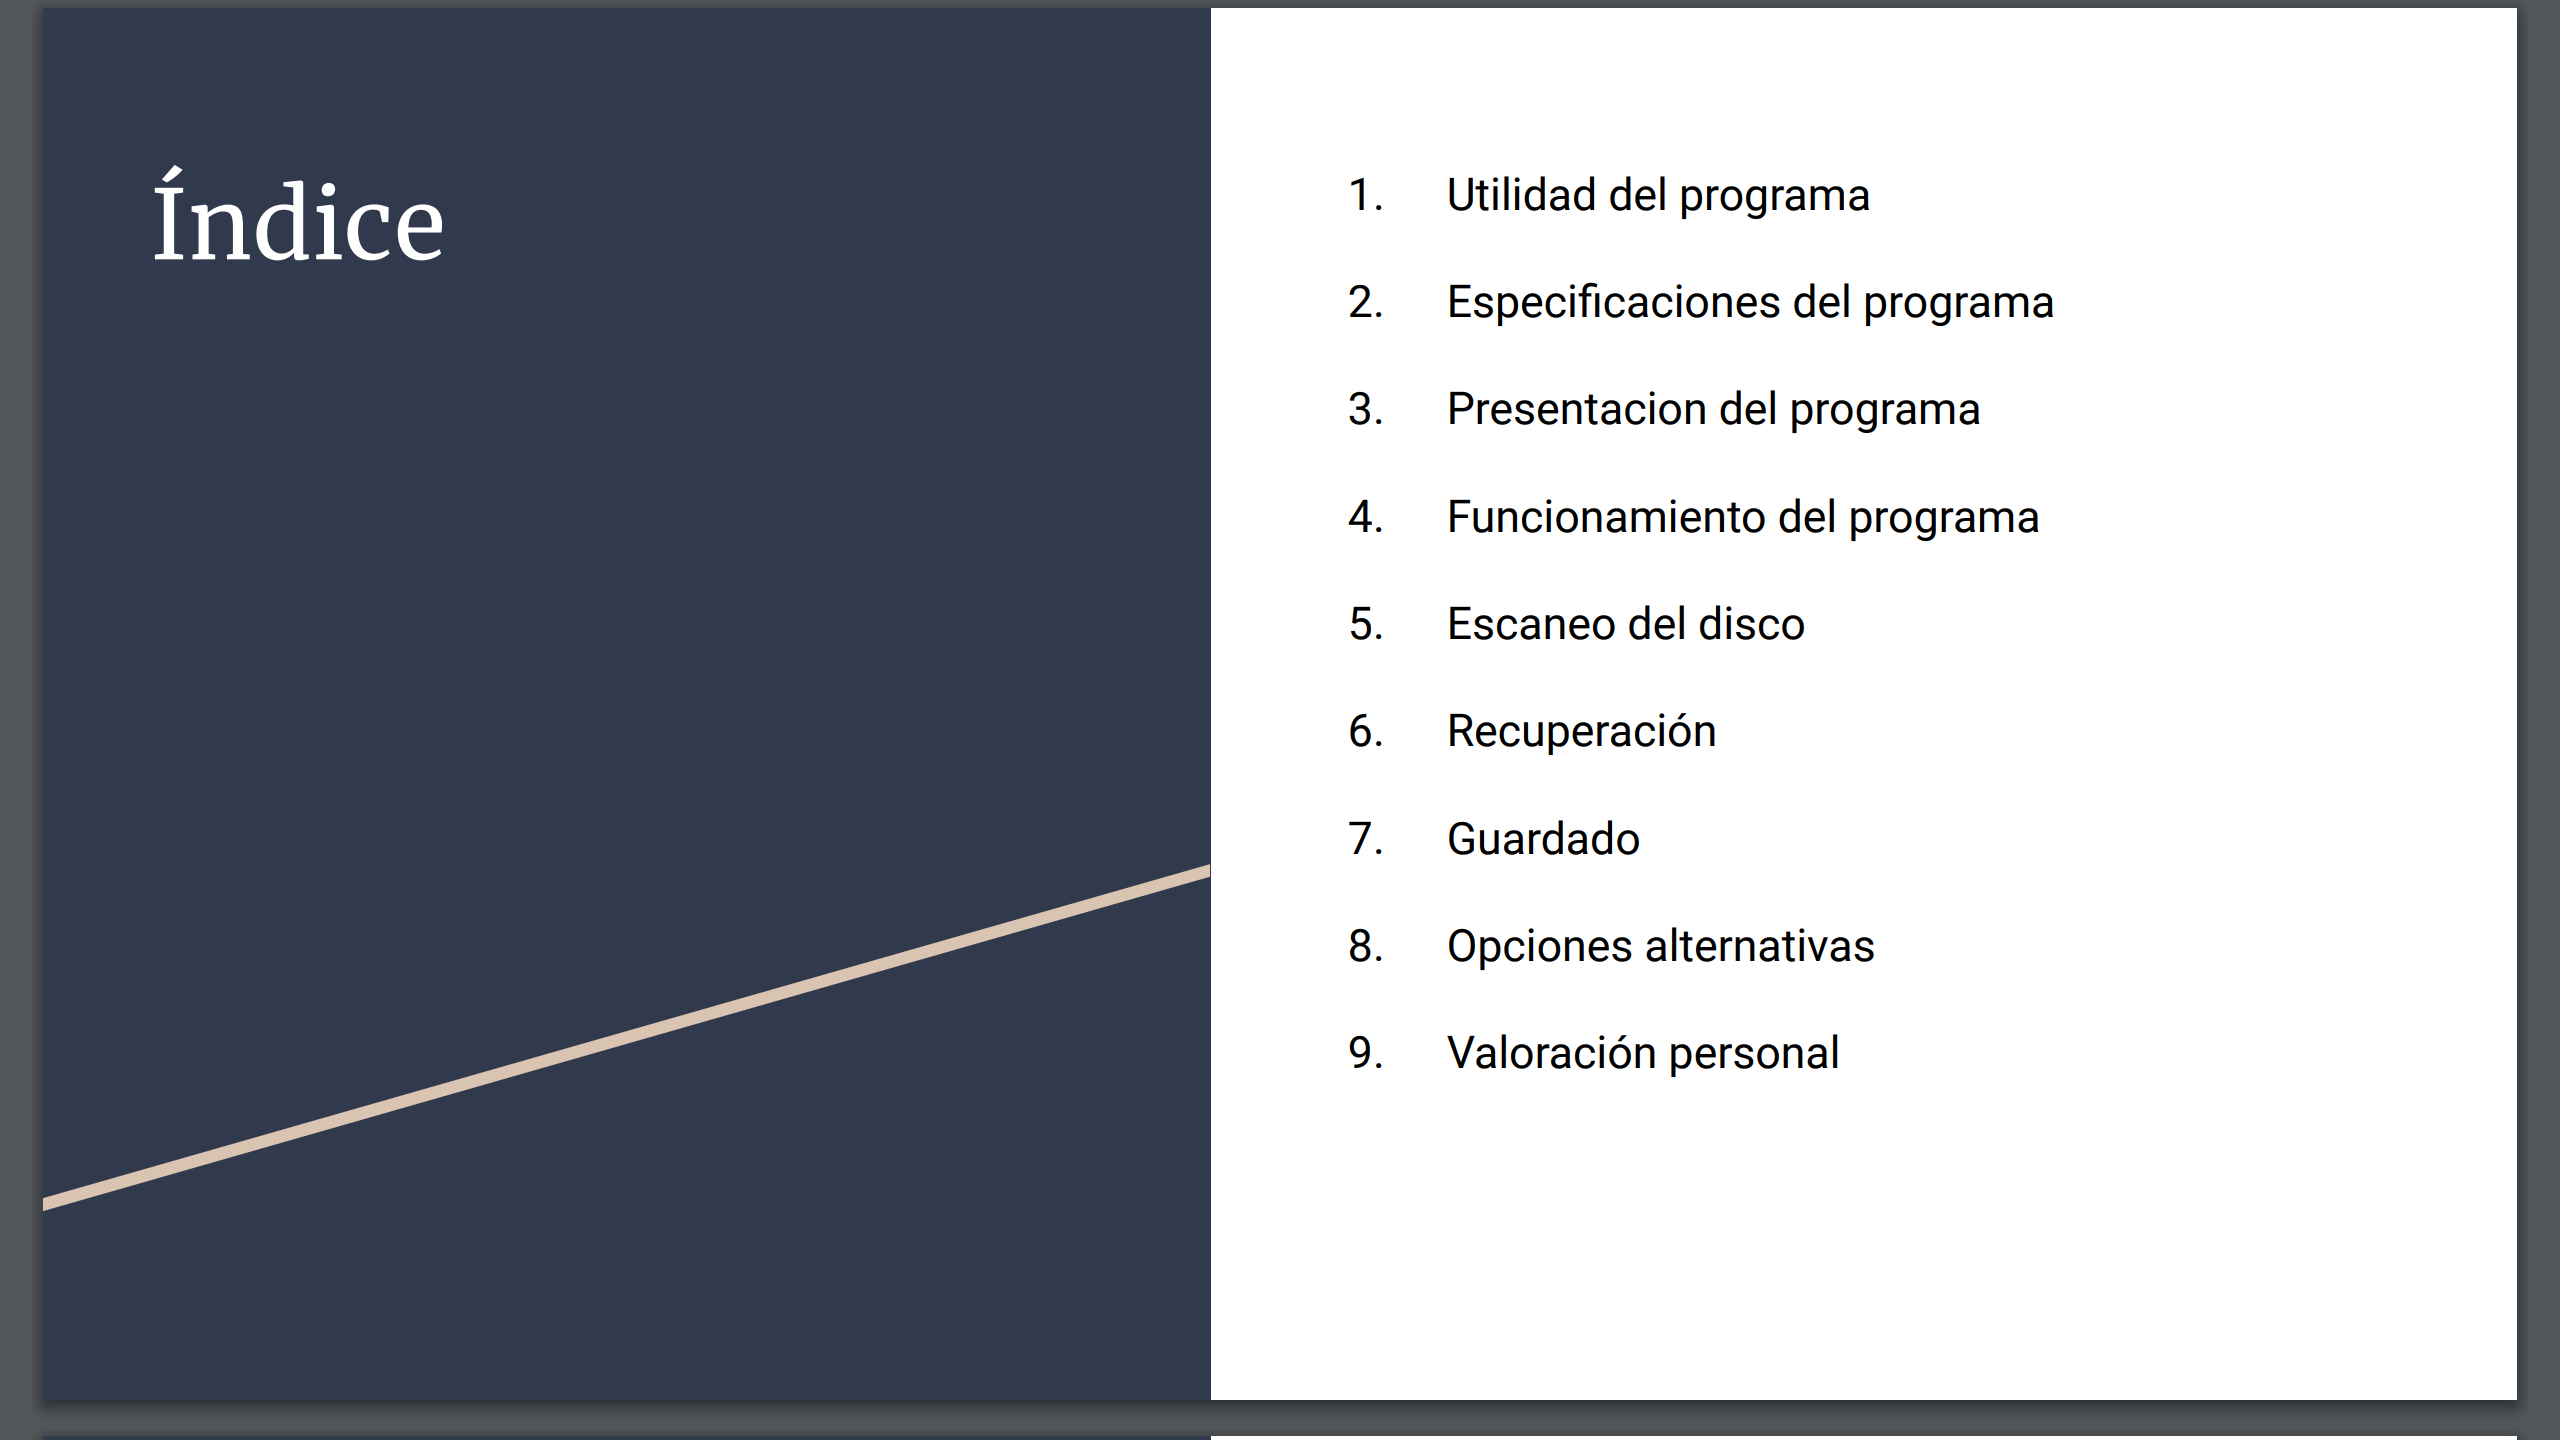 Índice
1. Utilidad del programa
2. Especificaciones del programa
3. Presentacion del programa
4. Funcionamiento del programa
5. Escaneo del disco
6. Recuperación
7. Guardado
8. Opciones alternativas
9. Valoración personal